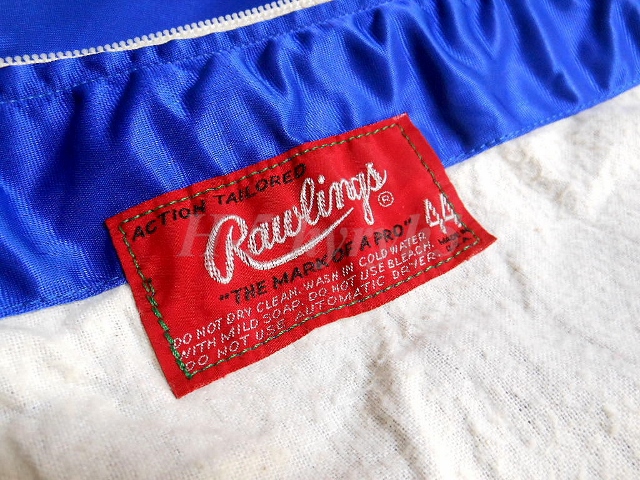 ACTION TAILORED
Rawlings®
44
"THE MARK OF A PRO"
DO NOT DRY CLEAN. WASH IN COLD WATER
WITH MILD SOAP. DO NOT USE BLEACH.
DO NOT USE AUTOMATIC DRYER.